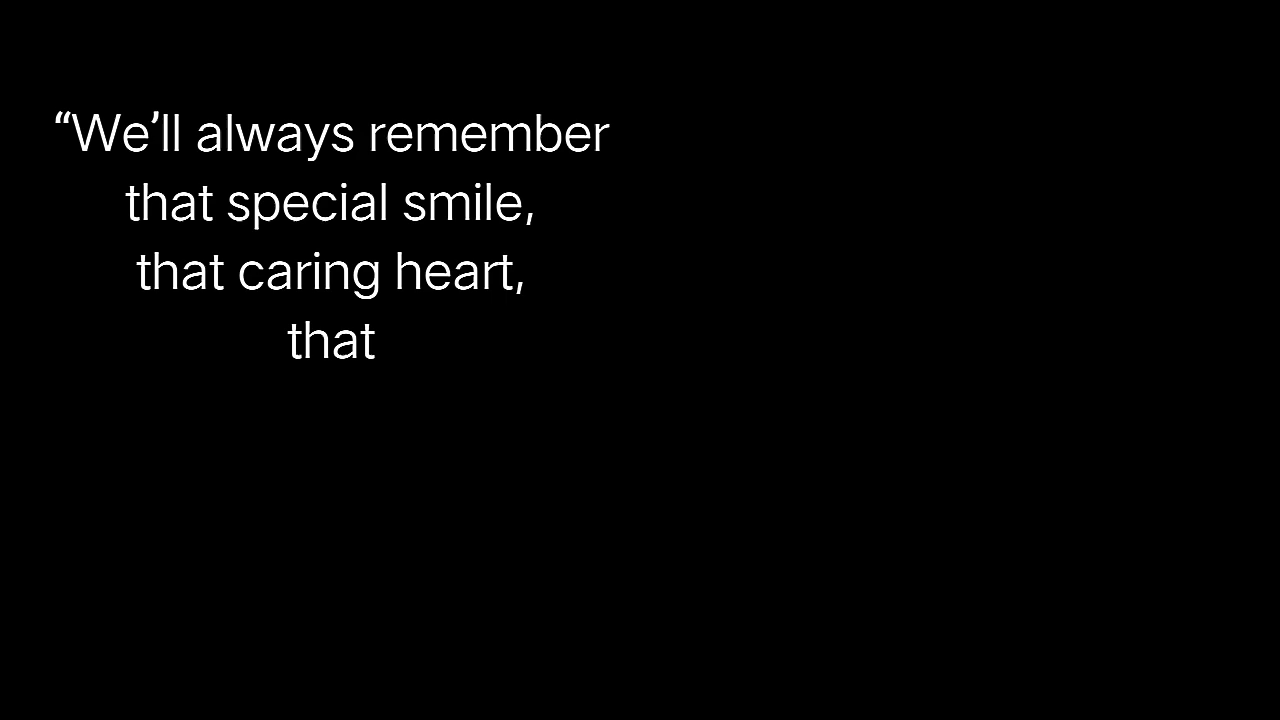 “We’ll always remember
that special smile,
that caring heart,
that